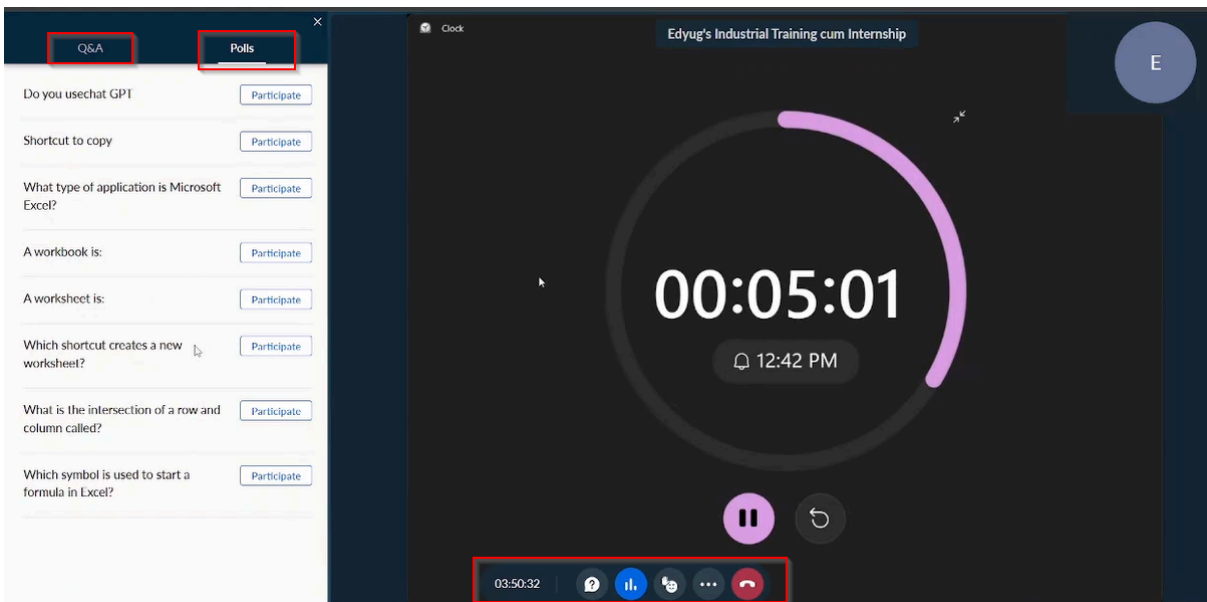 Q&A
Polls
Do you usechat GPT
Participate
Shortcut to copy
Participate
What type of application is Microsoft
Excel?
Participate
A workbook is:
Participate
A worksheet is:
Participate
Which shortcut creates a new
worksheet?
Participate
What is the intersection of a row and
column called?
Participate
Which symbol is used to start a
formula in Excel?
Participate
Clock
Edyug's Industrial Training cum Internship
E
00:05:01
12:42 PM
03:50:32